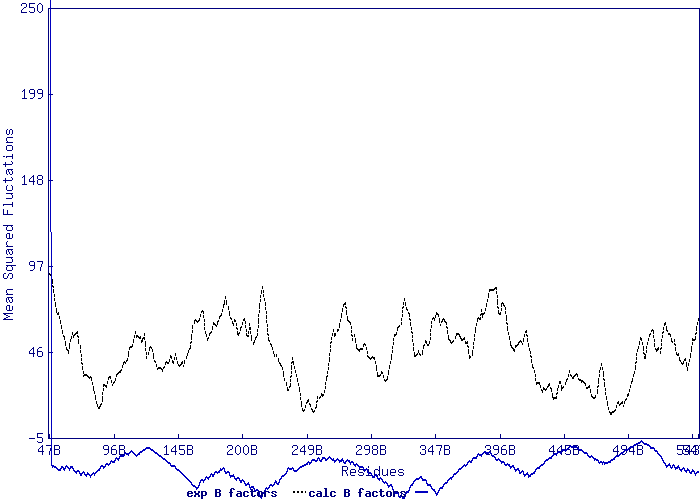 250
199
148
97
46
-5
Mean Squared Fluctations
47B 96B 145B 200B 249B 298B 347B 396B 445B 494B
Residues
exp B factors calc B factors